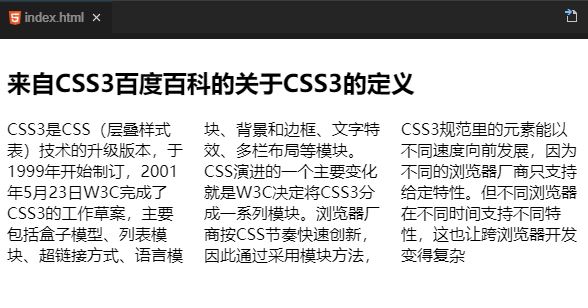 index.html
来自CSS3百度百科的关于CSS3的定义
CSS3是CSS（层叠样式
表）技术的升级版本，于
1999年开始制订，2001
年5月23日W3C完成了
CSS3的工作草案，主要
包括盒子模型、列表模
块、超链接方式、语言模
块、背景和边框、文字特
效、多栏布局等模块。
CSS演进的一个主要变化
就是W3C决定将CSS3分
成一系列模块。浏览器厂
商按CSS节奏快速创新，
因此通过采用模块方法，
CSS3规范里的元素能以
不同速度向前发展，因为
不同的浏览器厂商只支持
给定特性。但不同浏览器
在不同时间支持不同特
性，这也让跨浏览器开发
变得复杂